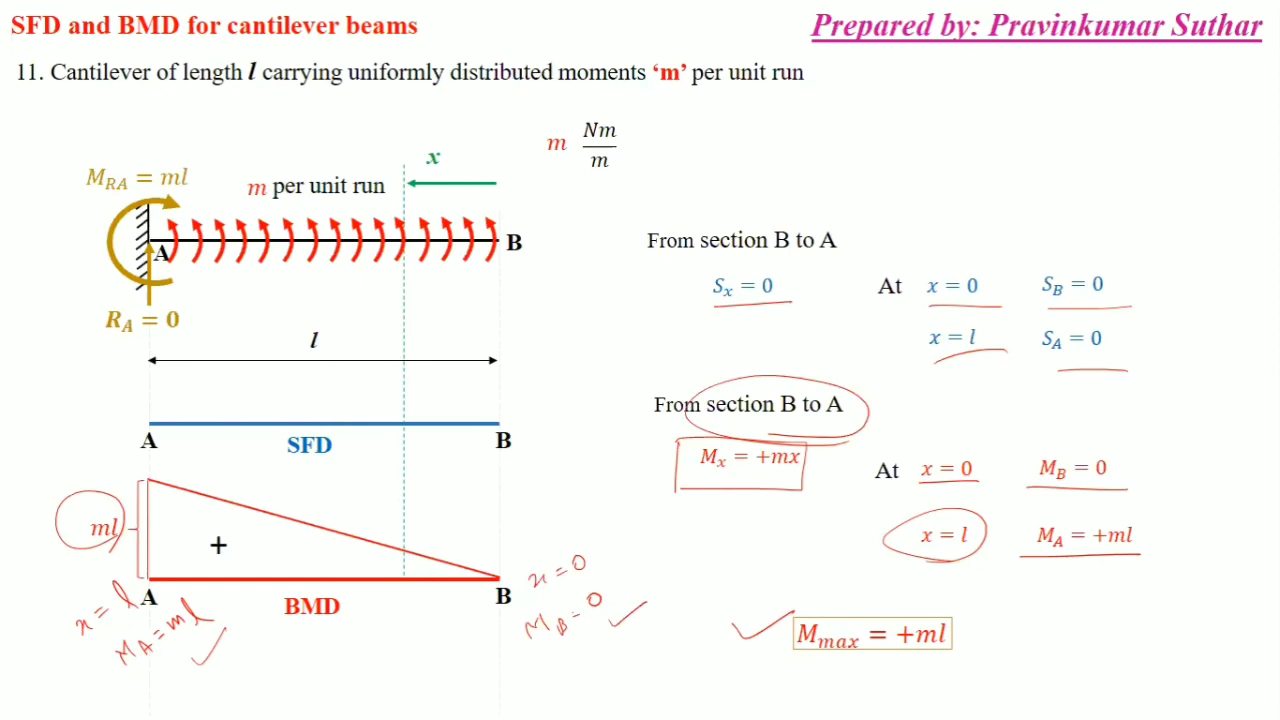 SFD and BMD for cantilever beams
Prepared by: Pravinkumar Suthar
11. Cantilever of length l carrying uniformly distributed moments ‘m’ per unit run
m Nm/m
x
M_RA = ml
m per unit run
A
B
R_A = 0
l
From section B to A
S_x = 0
At x = 0 S_B = 0
x = l S_A = 0
A
SFD
B
From section B to A
M_x = +mx
At x = 0 M_B = 0
x = l M_A = +ml
ml
+
A
BMD
B
x = l
M_A = ml
x = 0
M_B = 0
M_max = +ml